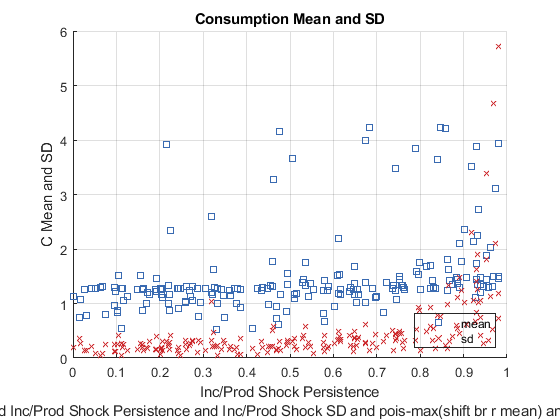 Consumption Mean and SD
6
5
4
3
2
1
0
C Mean and SD
mean
sd
0 0.1 0.2 0.3 0.4 0.5 0.6 0.7 0.8 0.9 1
Inc/Prod Shock Persistence
d Inc/Prod Shock Persistence and Inc/Prod Shock SD and pois-max(shift br r mean) an